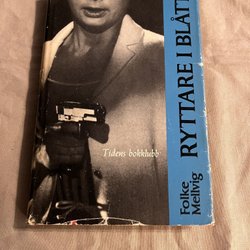 Tidens bokklubb
Folke
Mellvig
RYTTARE I BLÅTT